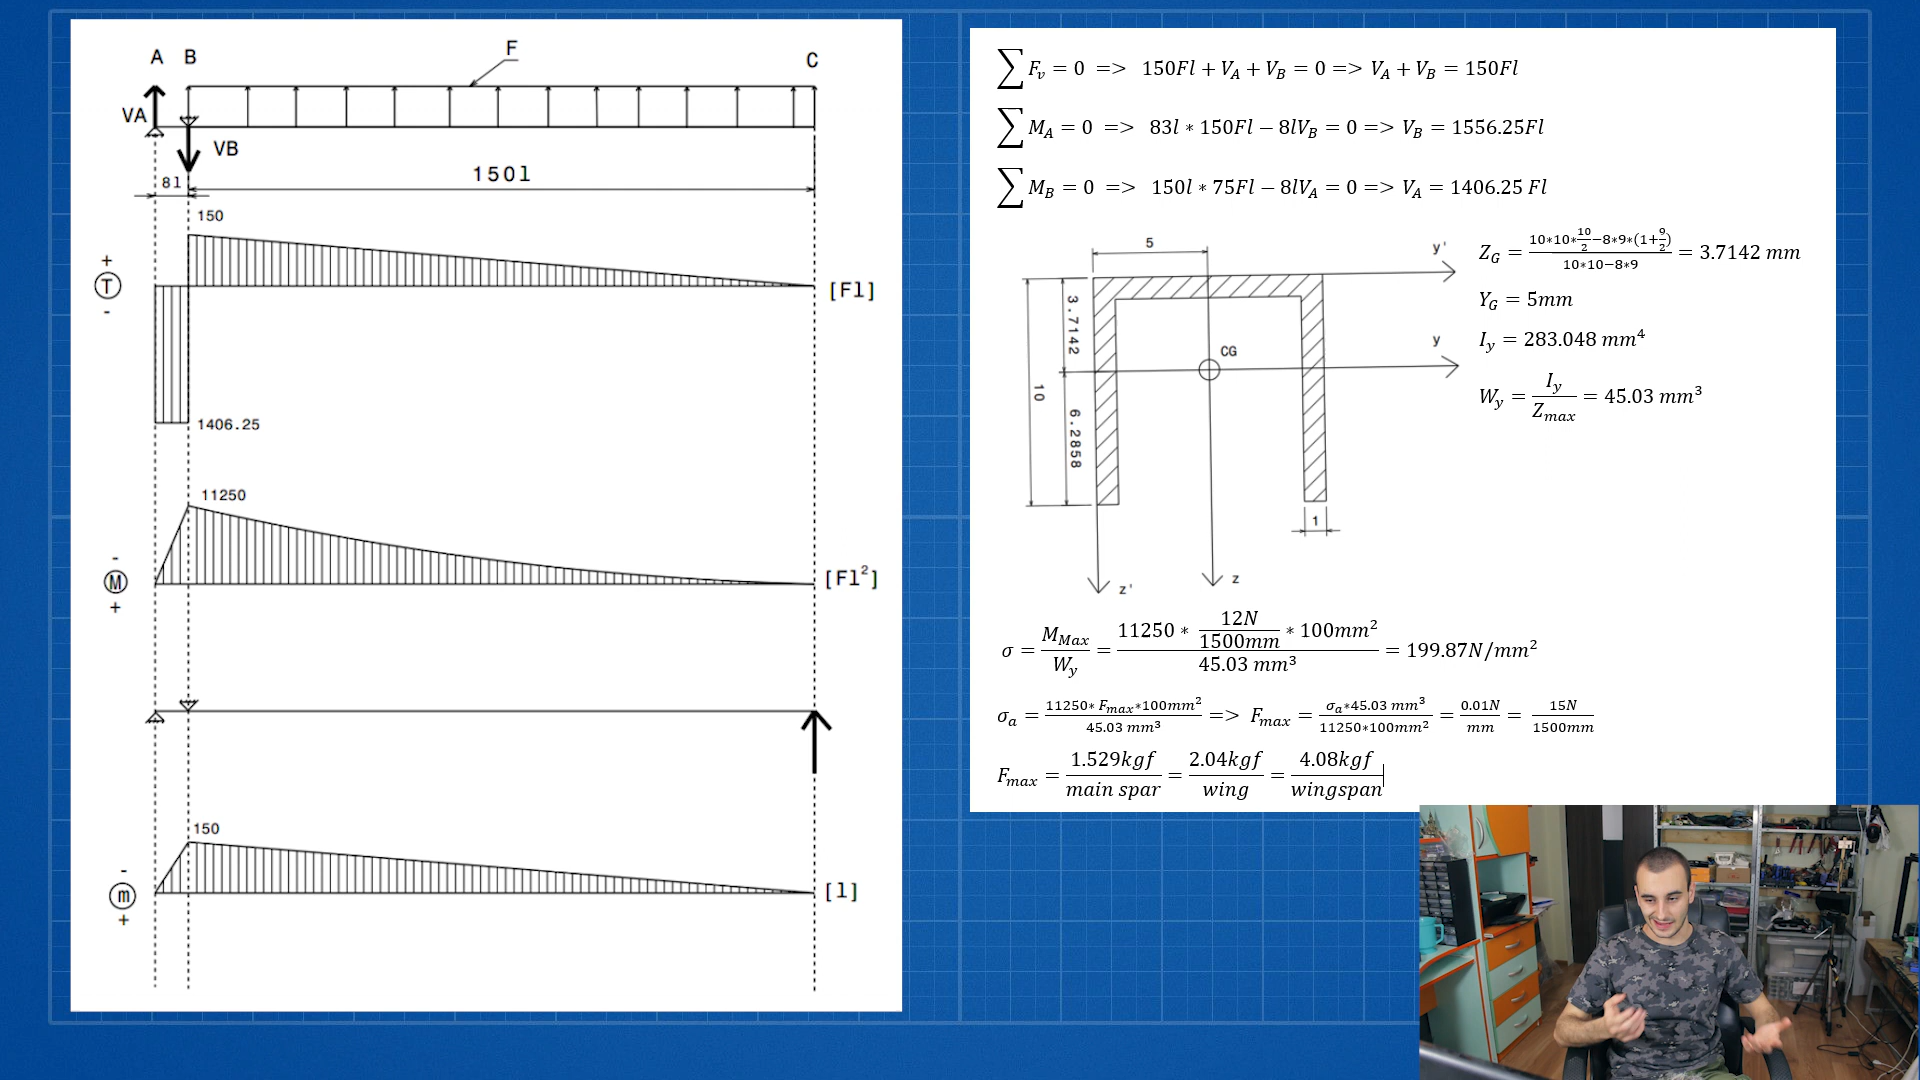 A B F C
VA
VB
8l 150l
150
+
T
-
[Fl]
1406.25
11250
-
M
+
[Fl²]
150
-
m
+
[l]
∑ F_v = 0 => 150Fl + V_A + V_B = 0 => V_A + V_B = 150Fl
∑ M_A = 0 => 83l * 150Fl − 8lV_B = 0 => V_B = 1556.25Fl
∑ M_B = 0 => 150l * 75Fl − 8lV_A = 0 => V_A = 1406.25 Fl
Z_G = (10*10*10/2−8*9*(1+9/2))/(10*10−8*9) = 3.7142 mm
Y_G = 5mm
I_y = 283.048 mm⁴
W_y = I_y/Z_max = 45.03 mm³
5
y'
3.7142
10
6.2858
CG
y
1
z'
z
σ = M_Max/W_y = (11250 * 12N/1500mm * 100mm²)/(45.03 mm³) = 199.87N/mm²
σ_a = (11250* F_max*100mm²)/(45.03 mm³) => F_max = (σ_a*45.03 mm³)/(11250*100mm²) = 0.01N/mm = 15N/1500mm
F_max = 1.529kgf/main spar = 2.04kgf/wing = 4.08kgf/wingspan